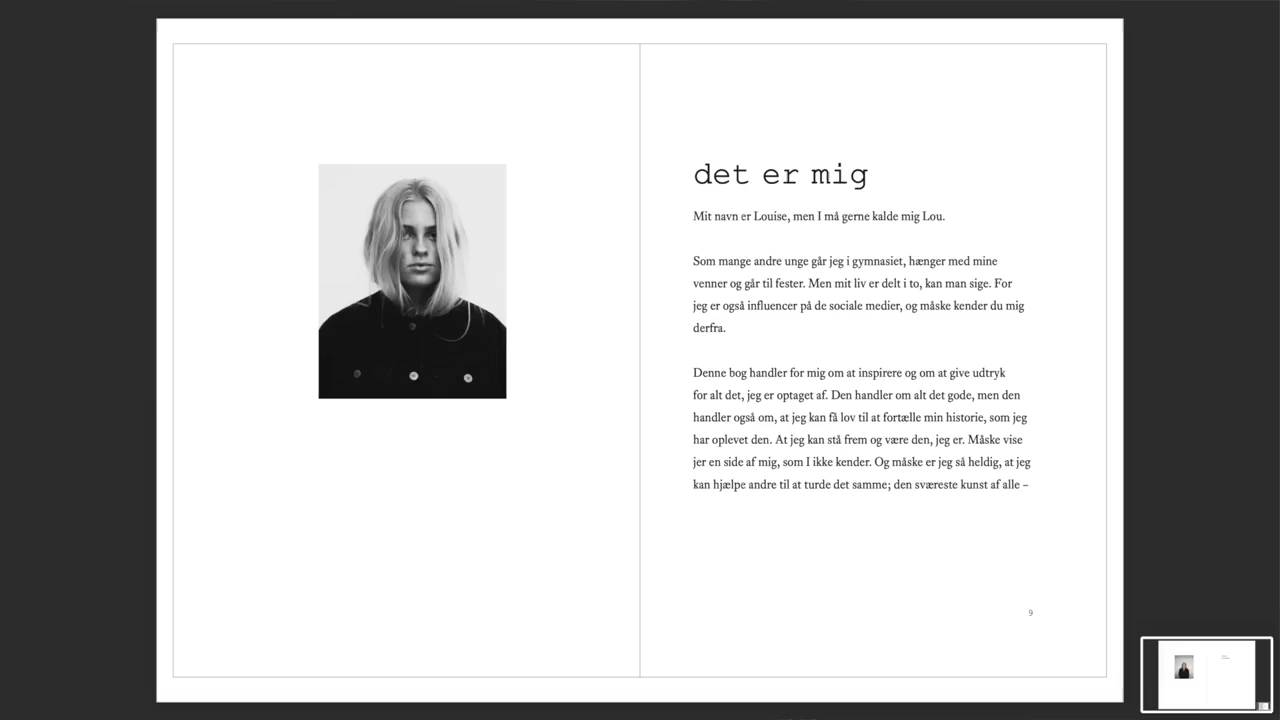 det er mig
Mit navn er Louise, men I må gerne kalde mig Lou.
Som mange andre unge går jeg i gymnasiet, hænger med mine
venner og går til fester. Men mit liv er delt i to, kan man sige. For
jeg er også influencer på de sociale medier, og måske kender du mig
derfra.
Denne bog handler for mig om at inspirere og om at give udtryk
for alt det, jeg er optaget af. Den handler om alt det gode, men den
handler også om, at jeg kan få lov til at fortælle min historie, som jeg
har oplevet den. At jeg kan stå frem og være den, jeg er. Måske vise
jer en side af mig, som I ikke kender. Og måske er jeg så heldig, at jeg
kan hjælpe andre til at turde det samme; den sværeste kunst af alle –
9